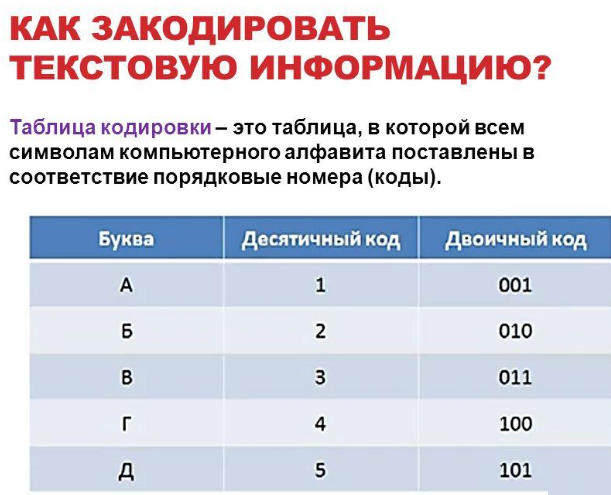 КАК ЗАКОДИРОВАТЬ
ТЕКСТОВУЮ ИНФОРМАЦИЮ?
Таблица кодировки – это таблица, в которой всем
символам компьютерного алфавита поставлены в
соответствие порядковые номера (коды).
Буква Десятичный код Двоичный код
А 1 001
Б 2 010
В 3 011
Г 4 100
Д 5 101